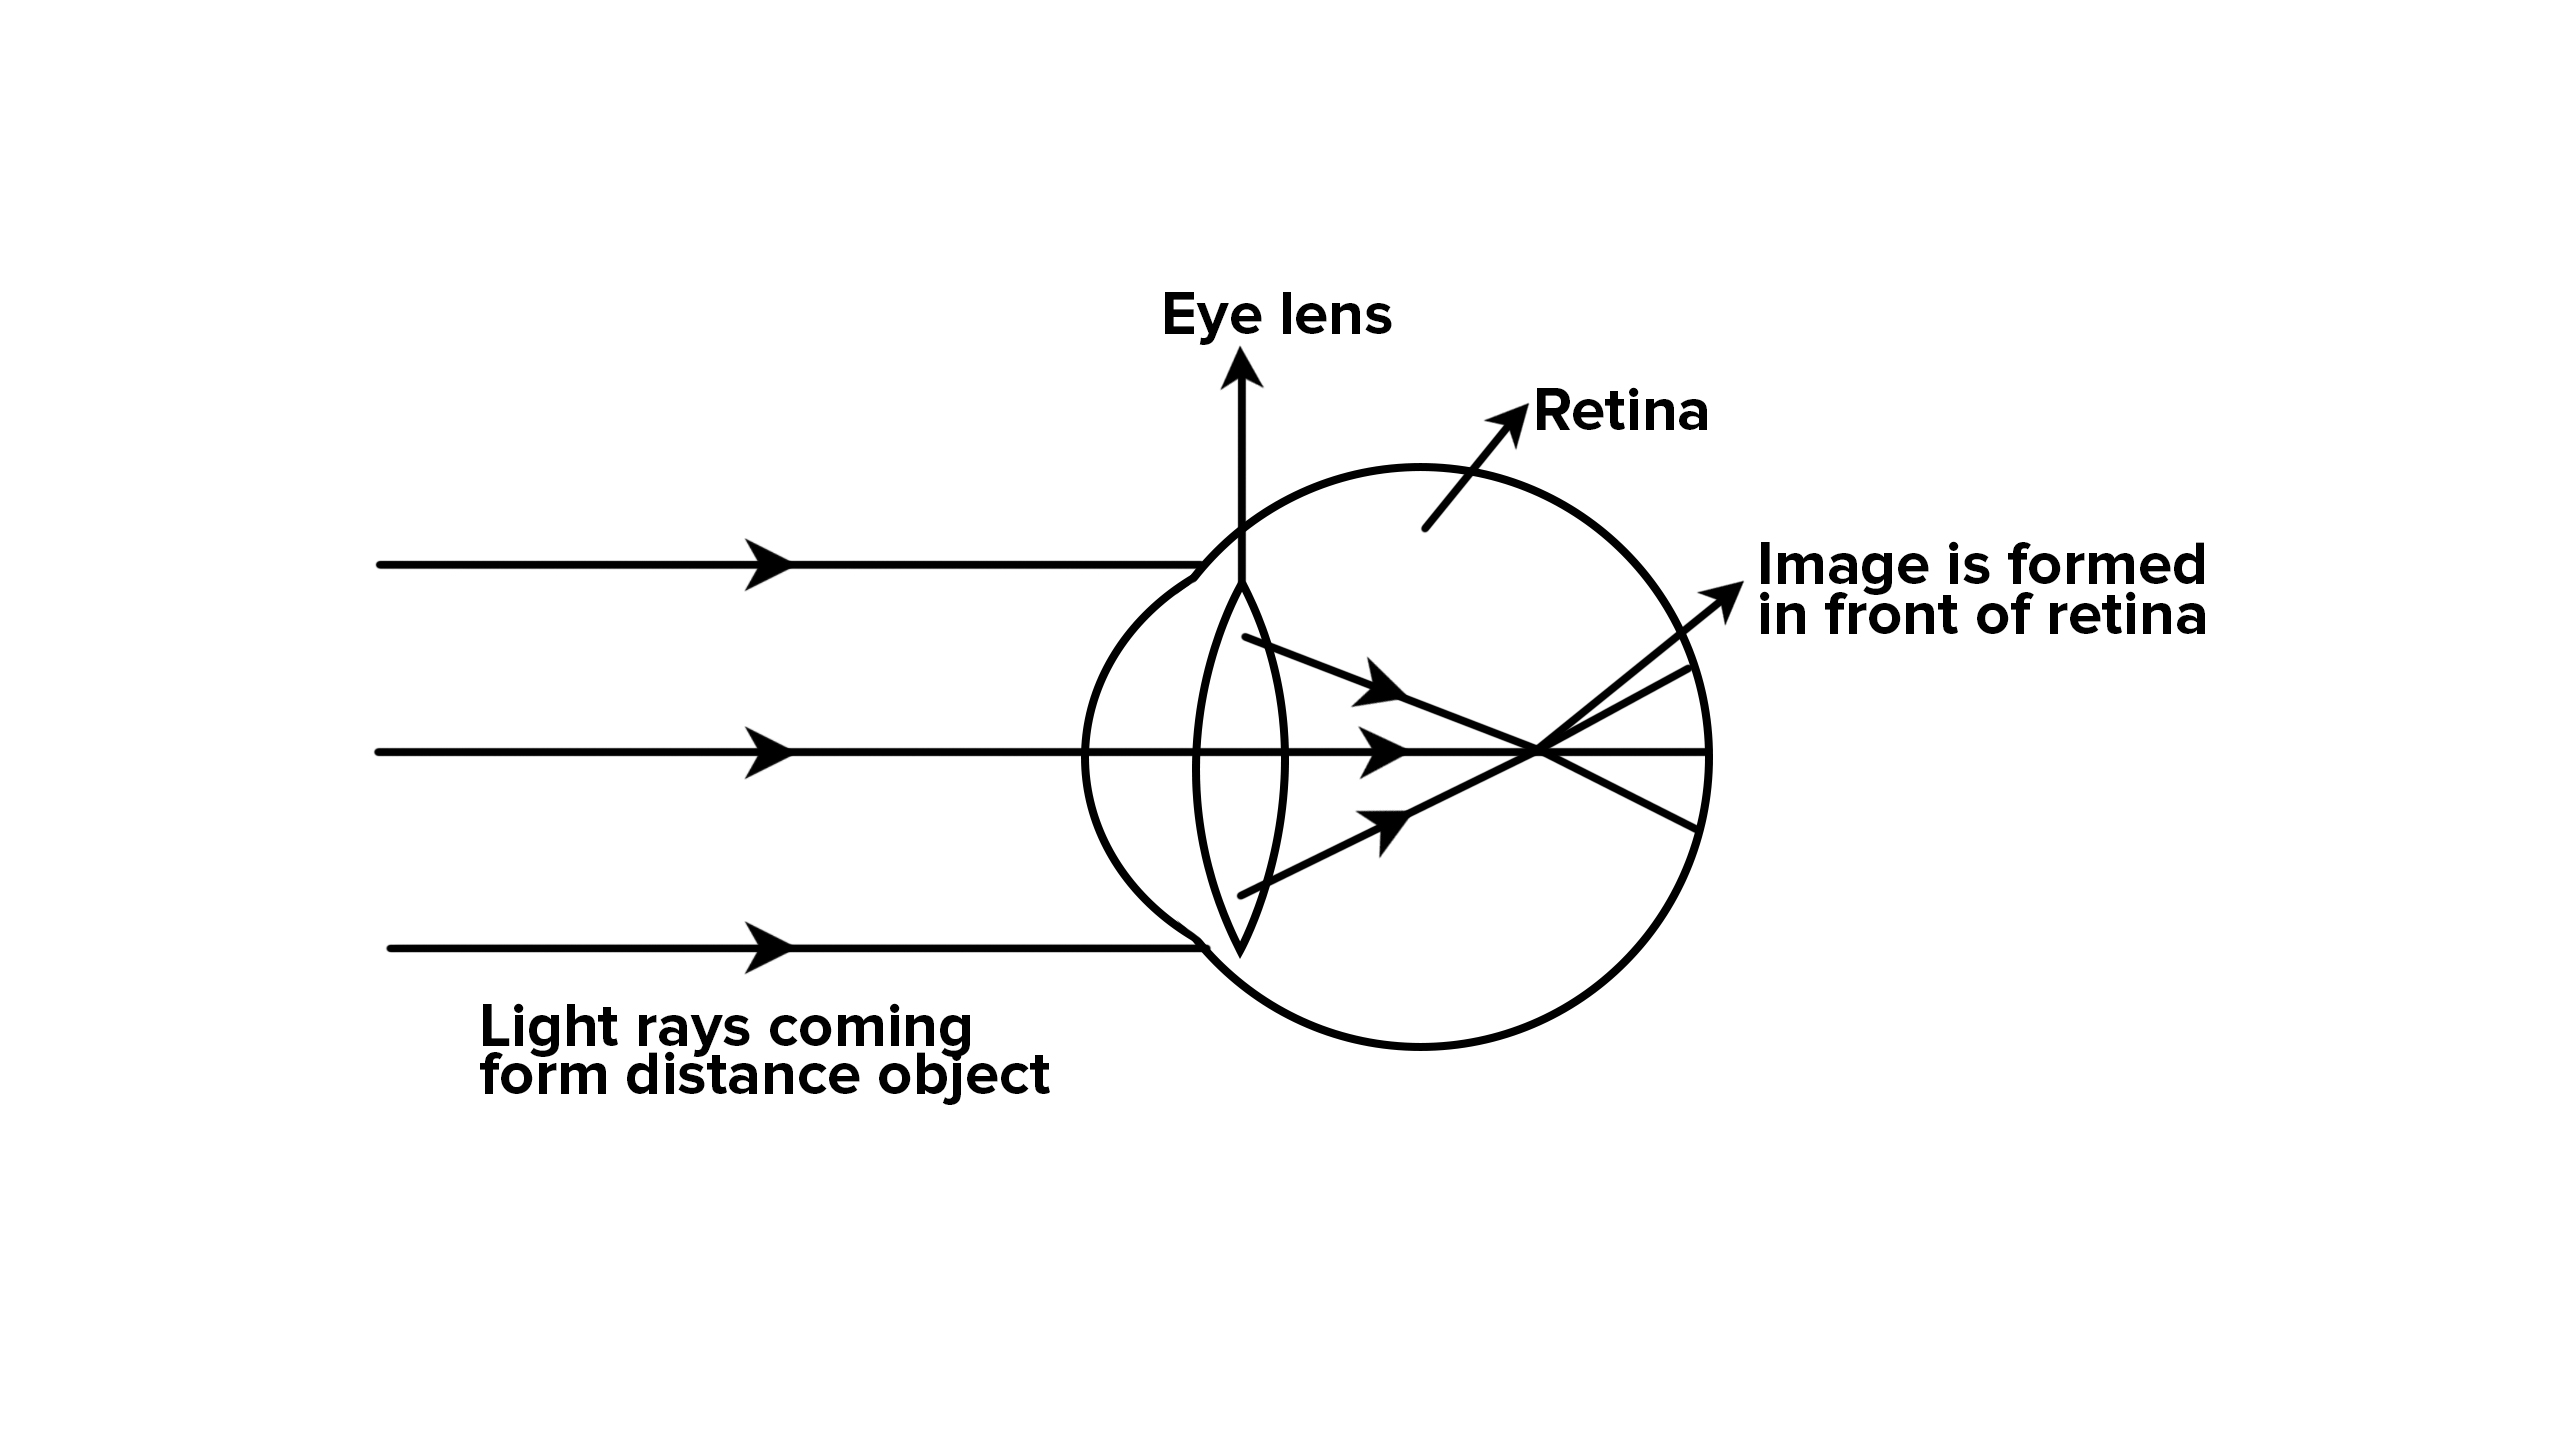 Eye lens
Retina
Image is formed
in front of retina
Light rays coming
form distance object